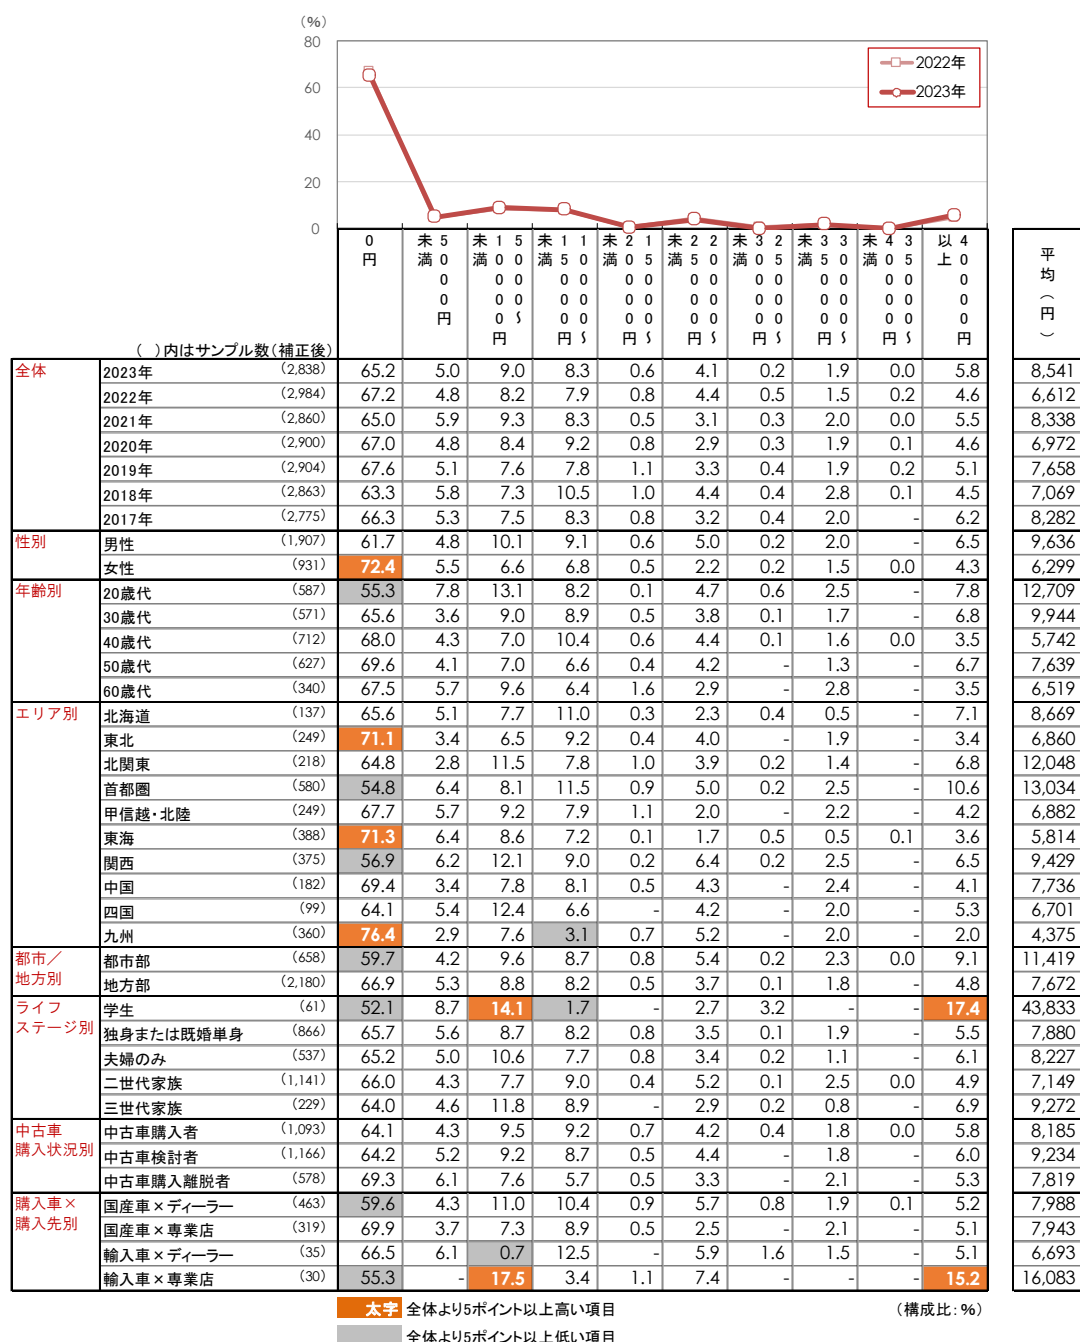 (%)
80
60
40
20
0
2022年
2023年
0円
5000円未満
5000~10000円未満
10000~15000円未満
15000~20000円未満
20000~25000円未満
25000~30000円未満
30000~35000円未満
35000~40000円未満
40000円以上
平均(円)
( )内はサンプル数(補正後)
全体
2023年 (2,838) 65.2 5.0 9.0 8.3 0.6 4.1 0.2 1.9 0.0 5.8 8,541
2022年 (2,984) 67.2 4.8 8.2 7.9 0.8 4.4 0.5 1.5 0.2 4.6 6,612
2021年 (2,860) 65.0 5.9 9.3 8.3 0.5 3.1 0.3 2.0 0.0 5.5 8,338
2020年 (2,900) 67.0 4.8 8.4 9.2 0.8 2.9 0.3 1.9 0.1 4.6 6,972
2019年 (2,904) 67.6 5.1 7.6 7.8 1.1 3.3 0.4 1.9 0.2 5.1 7,658
2018年 (2,863) 63.3 5.8 7.3 10.5 1.0 4.4 0.4 2.8 0.1 4.5 7,069
2017年 (2,775) 66.3 5.3 7.5 8.3 0.8 3.2 0.4 2.0 - 6.2 8,282
性別
男性 (1,907) 61.7 4.8 10.1 9.1 0.6 5.0 0.2 2.0 - 6.5 9,636
女性 (931) 72.4 5.5 6.6 6.8 0.5 2.2 0.2 1.5 0.0 4.3 6,299
年齢別
20歳代 (587) 55.3 7.8 13.1 8.2 0.1 4.7 0.6 2.5 - 7.8 12,709
30歳代 (571) 65.6 3.6 9.0 8.9 0.5 3.8 0.1 1.7 - 6.8 9,944
40歳代 (712) 68.0 4.3 7.0 10.4 0.6 4.4 0.1 1.6 0.0 3.5 5,742
50歳代 (627) 69.6 4.1 7.0 6.6 0.4 4.2 - 1.3 - 6.7 7,639
60歳代 (340) 67.5 5.7 9.6 6.4 1.6 2.9 - 2.8 - 3.5 6,519
エリア別
北海道 (137) 65.6 5.1 7.7 11.0 0.3 2.3 0.4 0.5 - 7.1 8,669
東北 (249) 71.1 3.4 6.5 9.2 0.4 4.0 - 1.9 - 3.4 6,860
北関東 (218) 64.8 2.8 11.5 7.8 1.0 3.9 0.2 1.4 - 6.8 12,048
首都圏 (580) 54.8 6.4 8.1 11.5 0.9 5.0 0.2 2.5 - 10.6 13,034
甲信越・北陸 (249) 67.7 5.7 9.2 7.9 1.1 2.0 - 2.2 - 4.2 6,882
東海 (388) 71.3 6.4 8.6 7.2 0.1 1.7 0.5 0.5 0.1 3.6 5,814
関西 (375) 56.9 6.2 12.1 9.0 0.2 6.4 0.2 2.5 - 6.5 9,429
中国 (182) 69.4 3.4 7.8 8.1 0.5 4.3 - 2.4 - 4.1 7,736
四国 (99) 64.1 5.4 12.4 6.6 - 4.2 - 2.0 - 5.3 6,701
九州 (360) 76.4 2.9 7.6 3.1 0.7 5.2 - 2.0 - 2.0 4,375
都市/
地方別
都市部 (658) 59.7 4.2 9.6 8.7 0.8 5.4 0.2 2.3 0.0 9.1 11,419
地方部 (2,180) 66.9 5.3 8.8 8.2 0.5 3.7 0.1 1.8 - 4.8 7,672
ライフ
ステージ別
学生 (61) 52.1 8.7 14.1 1.7 - 2.7 3.2 - - 17.4 43,833
独身または既婚単身 (866) 65.7 5.6 8.7 8.2 0.8 3.5 0.1 1.9 - 5.5 7,880
夫婦のみ (537) 65.2 5.0 10.6 7.7 0.8 3.4 0.2 1.1 - 6.1 8,227
二世代家族 (1,141) 66.0 4.3 7.7 9.0 0.4 5.2 0.1 2.5 0.0 4.9 7,149
三世代家族 (229) 64.0 4.6 11.8 8.9 - 2.9 0.2 0.8 - 6.9 9,272
中古車
購入状況別
中古車購入者 (1,093) 64.1 4.3 9.5 9.2 0.7 4.2 0.4 1.8 0.0 5.8 8,185
中古車検討者 (1,166) 64.2 5.2 9.2 8.7 0.5 4.4 - 1.8 - 6.0 9,234
中古車購入離脱者 (578) 69.3 6.1 7.6 5.7 0.5 3.3 - 2.1 - 5.3 7,819
購入車×
購入先別
国産車×ディーラー (463) 59.6 4.3 11.0 10.4 0.9 5.7 0.8 1.9 0.1 5.2 7,988
国産車×専業店 (319) 69.9 3.7 7.3 8.9 0.5 2.5 - 2.1 - 5.1 7,943
輸入車×ディーラー (35) 66.5 6.1 0.7 12.5 - 5.9 1.6 1.5 - 5.1 6,693
輸入車×専業店 (30) 55.3 - 17.5 3.4 1.1 7.4 - - - 15.2 16,083
太字 全体より5ポイント以上高い項目 (構成比:%)
全体より5ポイント以上低い項目